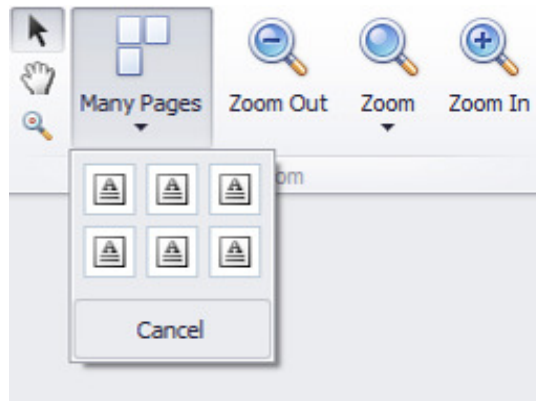 Many Pages
Zoom Out
Zoom
Zoom In
om
A A A
A A A
Cancel